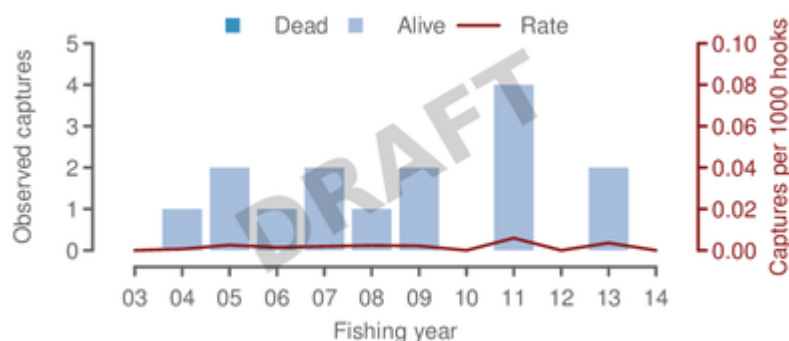 Dead Alive Rate
Observed captures
5
4
3
2
1
0
0.10
0.08
0.06
0.04
0.02
0.00
Captures per 1000 hooks
DRAFT
03 04 05 06 07 08 09 10 11 12 13 14
Fishing year